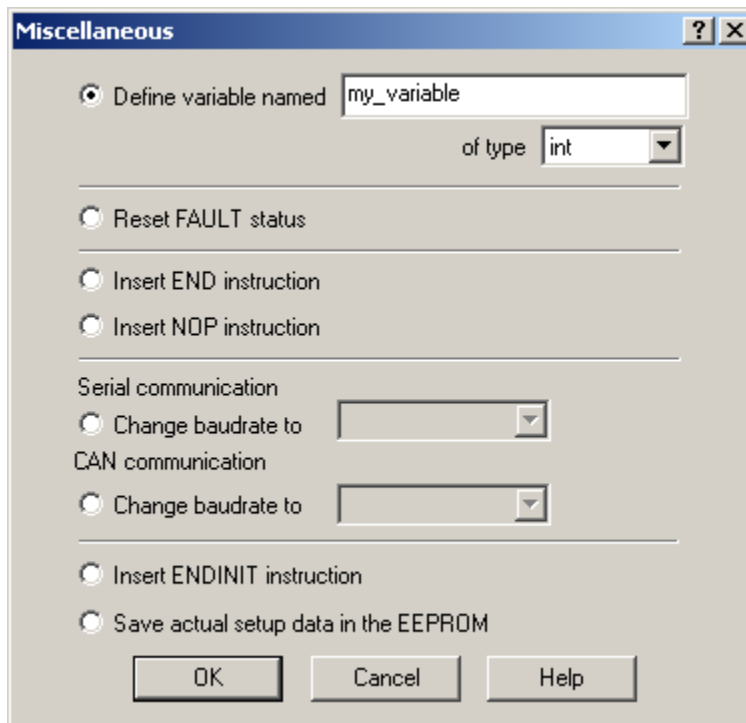 Miscellaneous
Define variable named my_variable
of type int
Reset FAULT status
Insert END instruction
Insert NOP instruction
Serial communication
Change baudrate to
CAN communication
Change baudrate to
Insert ENDINIT instruction
Save actual setup data in the EEPROM
OK Cancel Help